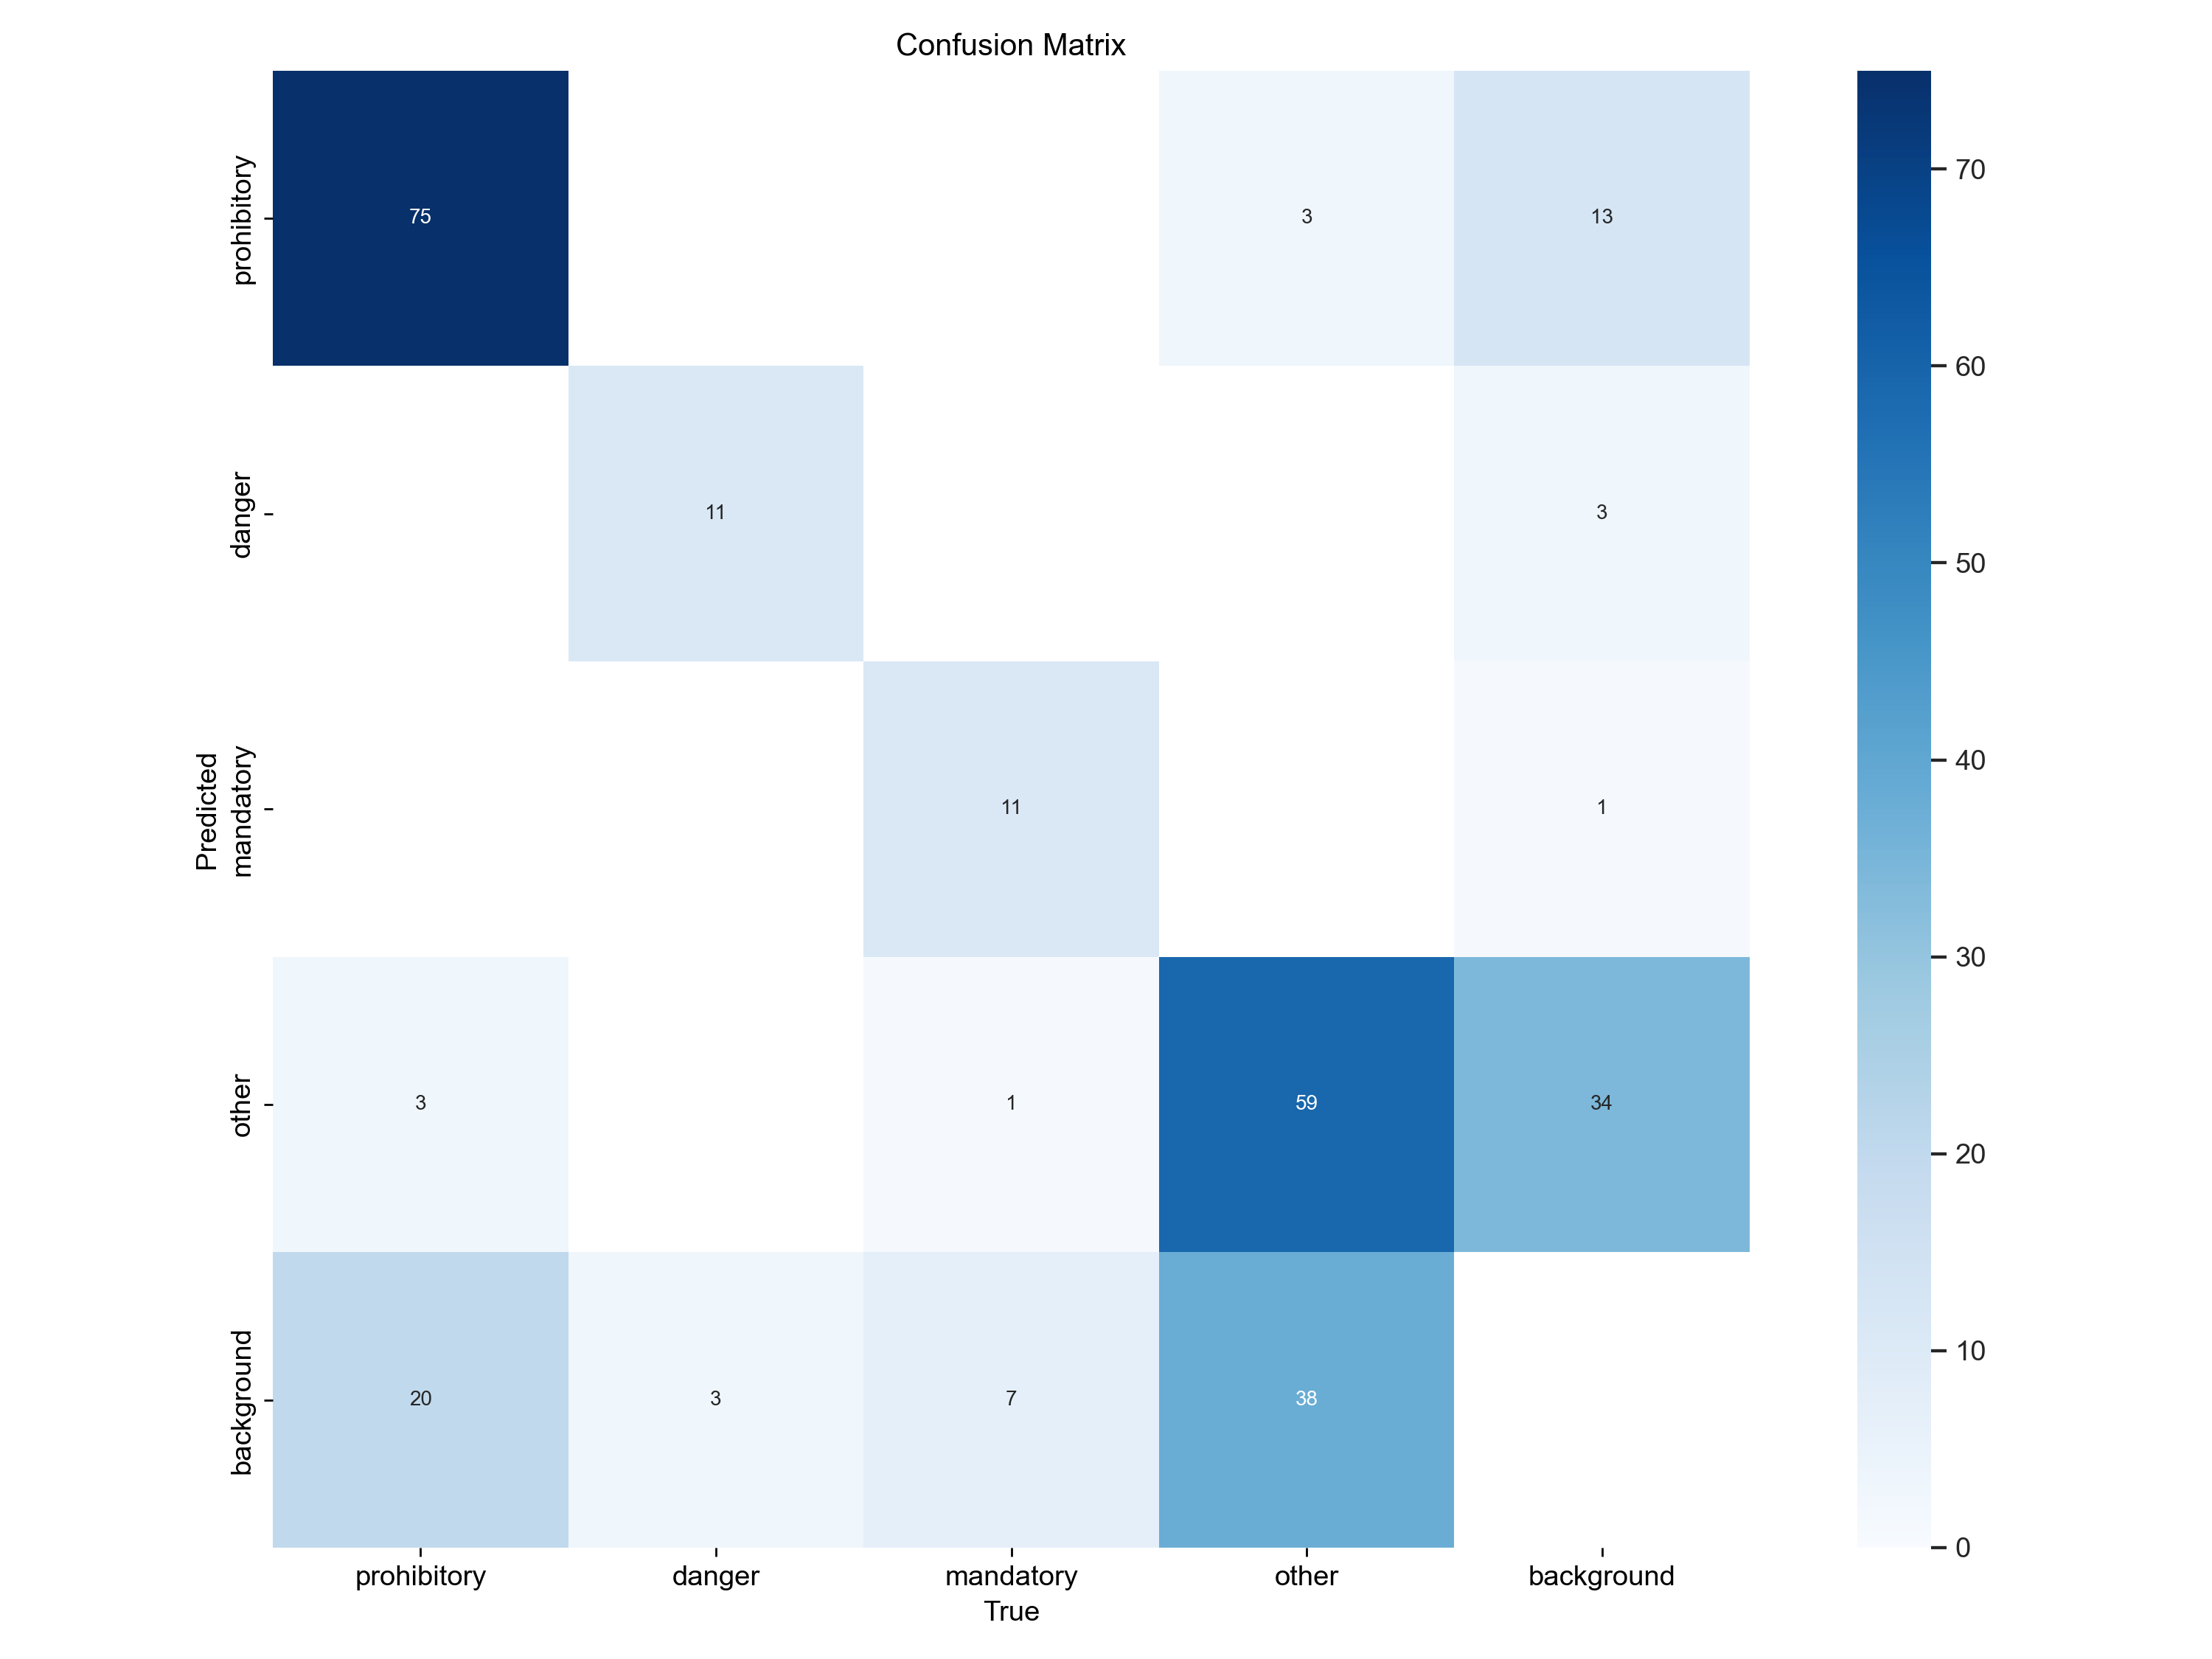 Confusion Matrix
prohibitory
75
3
13
danger
11
3
Predicted
mandatory
11
1
other
3
1
59
34
background
20
3
7
38
prohibitory
danger
mandatory
other
background
True
70
60
50
40
30
20
10
0